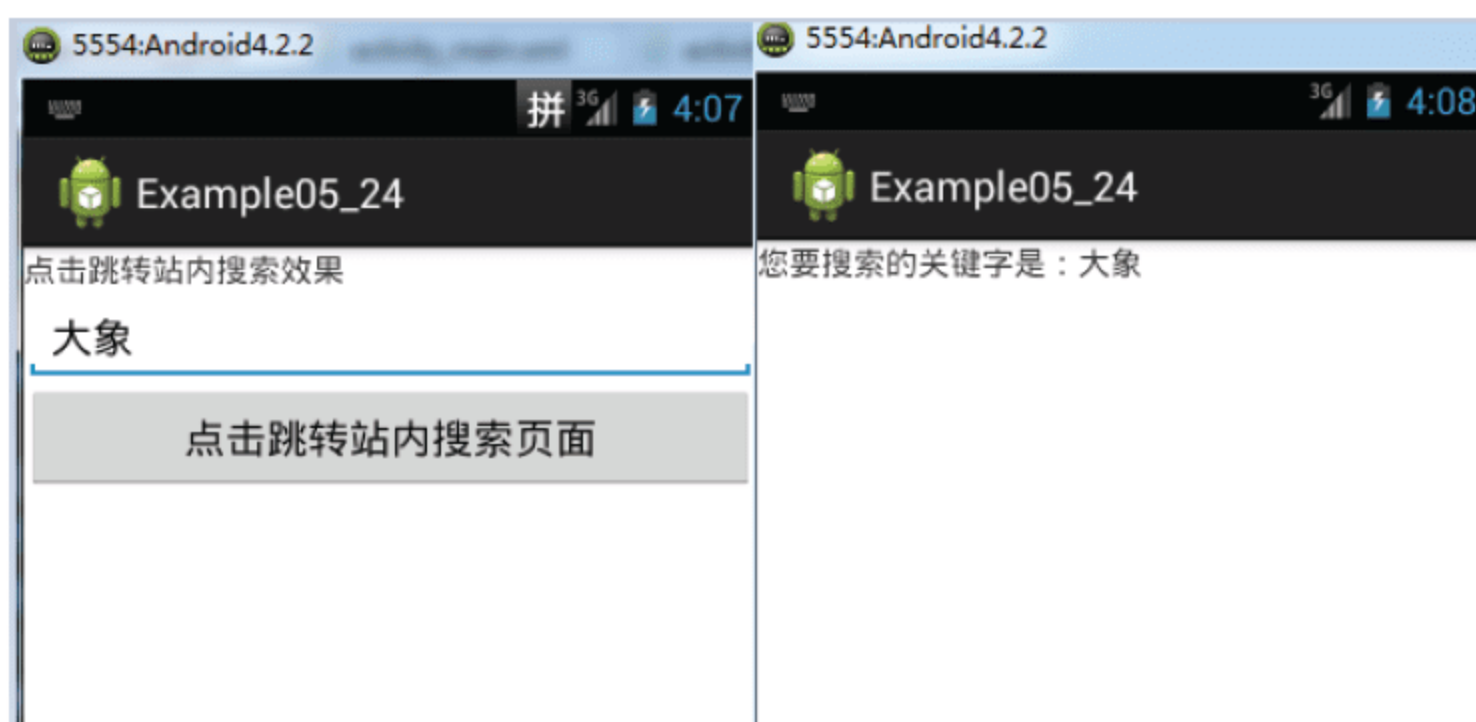 5554:Android4.2.2
拼 3G 4:07
Example05_24
点击跳转站内搜索效果
大象
点击跳转站内搜索页面
5554:Android4.2.2
3G 4:08
Example05_24
您要搜索的关键字是：大象